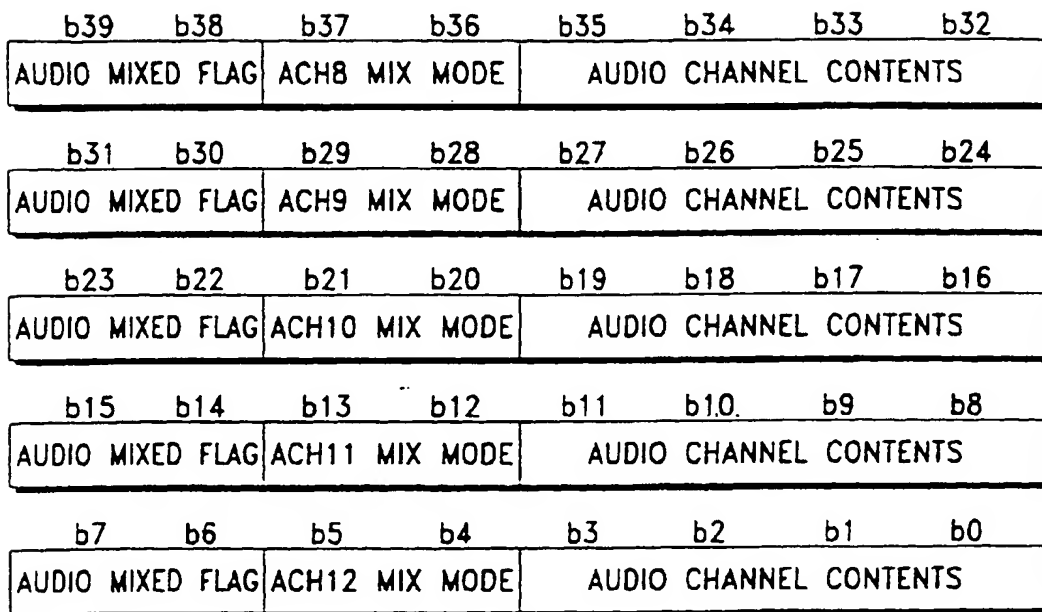 b39 b38 b37 b36 b35 b34 b33 b32
AUDIO MIXED FLAG ACH8 MIX MODE AUDIO CHANNEL CONTENTS
b31 b30 b29 b28 b27 b26 b25 b24
AUDIO MIXED FLAG ACH9 MIX MODE AUDIO CHANNEL CONTENTS
b23 b22 b21 b20 b19 b18 b17 b16
AUDIO MIXED FLAG ACH10 MIX MODE AUDIO CHANNEL CONTENTS
b15 b14 b13 b12 b11 b10 b9 b8
AUDIO MIXED FLAG ACH11 MIX MODE AUDIO CHANNEL CONTENTS
b7 b6 b5 b4 b3 b2 b1 b0
AUDIO MIXED FLAG ACH12 MIX MODE AUDIO CHANNEL CONTENTS